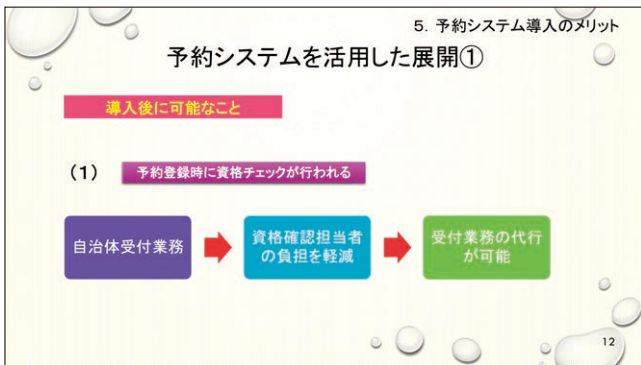 5．予約システム導入のメリット
予約システムを活用した展開①
導入後に可能なこと
（1）
予約登録時に資格チェックが行われる
自治体受付業務
資格確認担当者
の負担を軽減
受付業務の代行
が可能
12